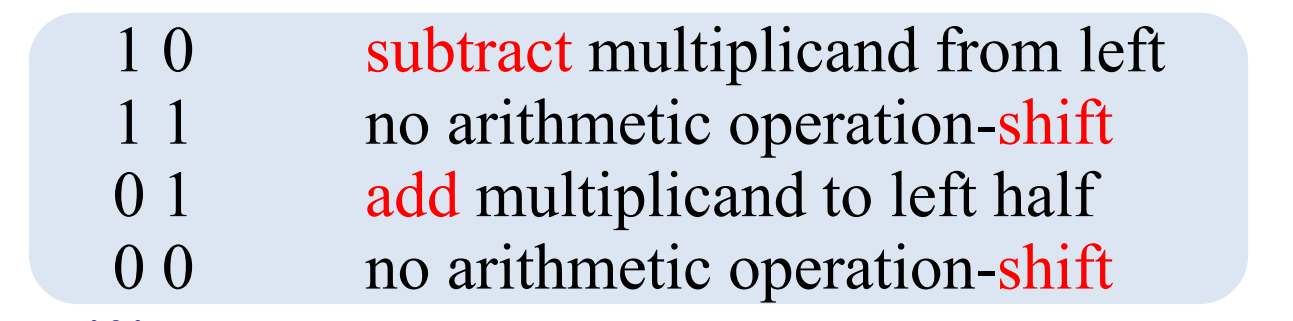 1 0 subtract multiplicand from left
1 1 no arithmetic operation-shift
0 1 add multiplicand to left half
0 0 no arithmetic operation-shift